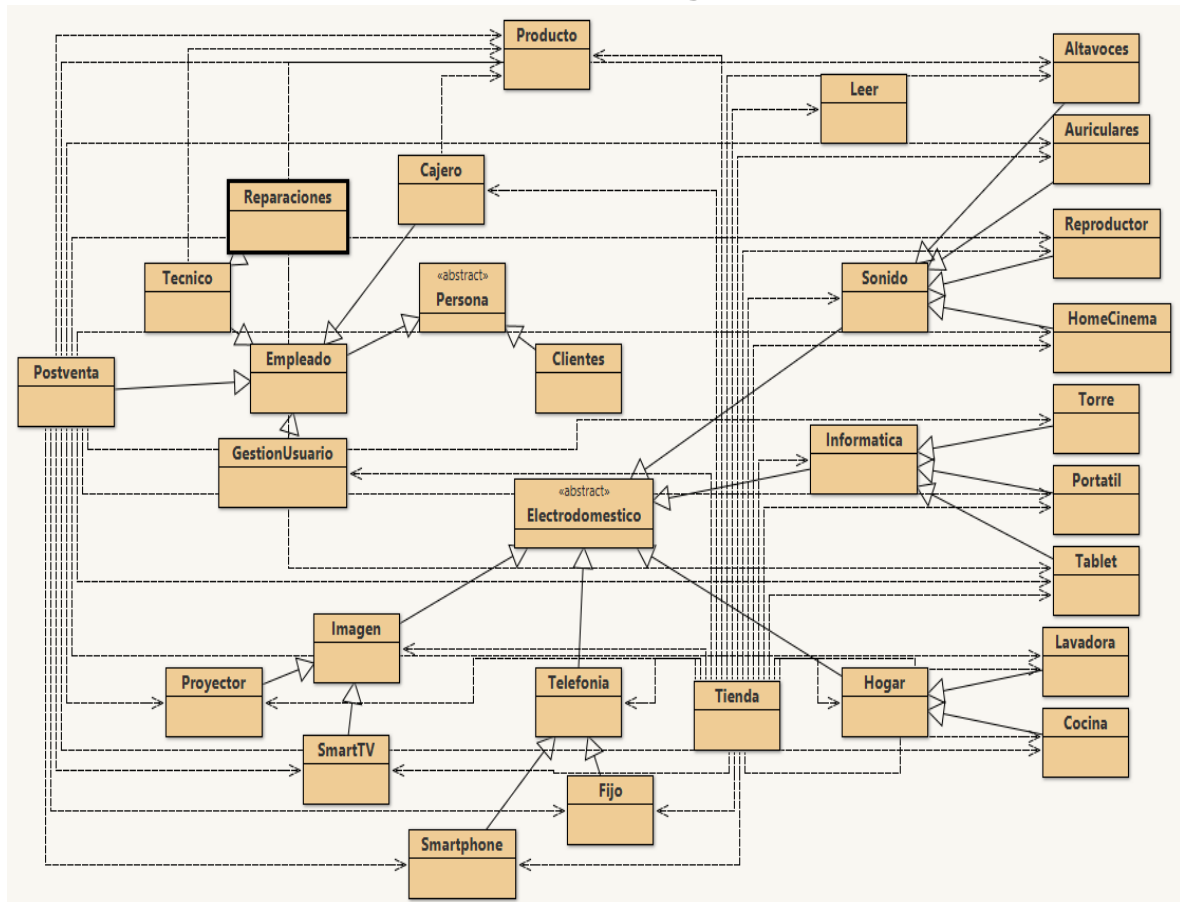 Producto
Altavoces
Leer
Auriculares
Cajero
Reparaciones
Reproductor
Tecnico
«abstract»
Persona
Sonido
HomeCinema
Empleado
Clientes
Postventa
Torre
Informatica
GestionUsuario
Portatil
«abstract»
Electrodomestico
Tablet
Imagen
Lavadora
Proyector
Telefonia
Hogar
Tienda
Cocina
SmartTV
Fijo
Smartphone